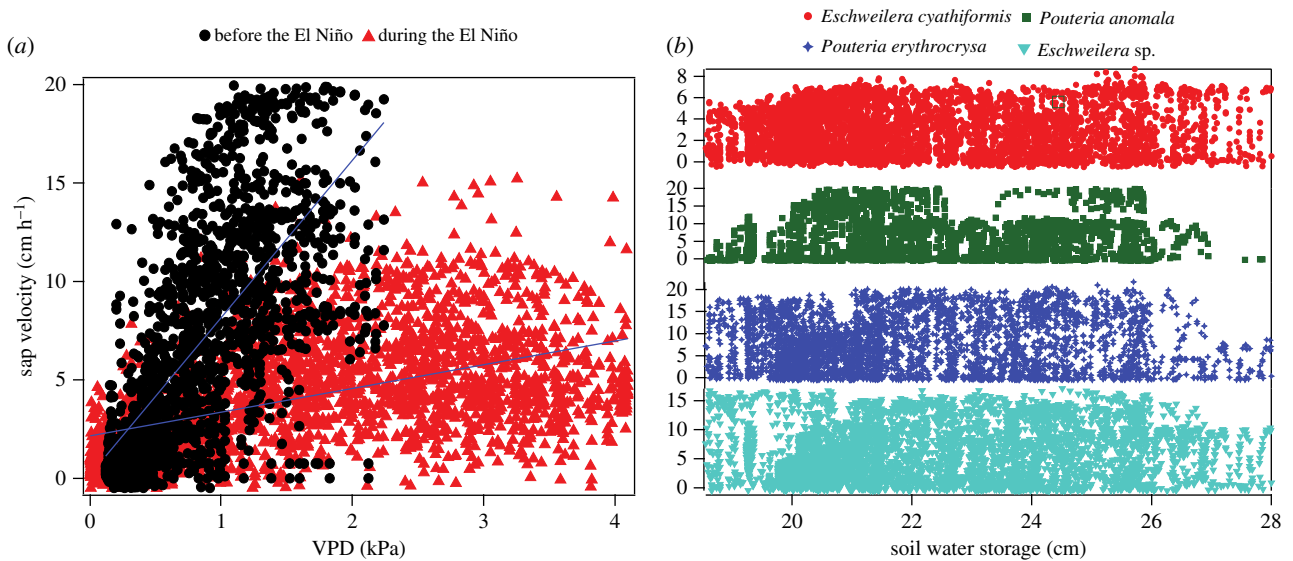 (a)
before the El Niño during the El Niño
20
15
10
5
0
sap velocity (cm h⁻¹)
0 1 2 3 4
VPD (kPa)
(b)
Eschweilera cyathiformis Pouteria anomala
Pouteria erythrocrysa Eschweilera sp.
8
6
4
2
0
20
15
10
5
0
20
15
10
5
0
15
10
5
0
20 22 24 26 28
soil water storage (cm)